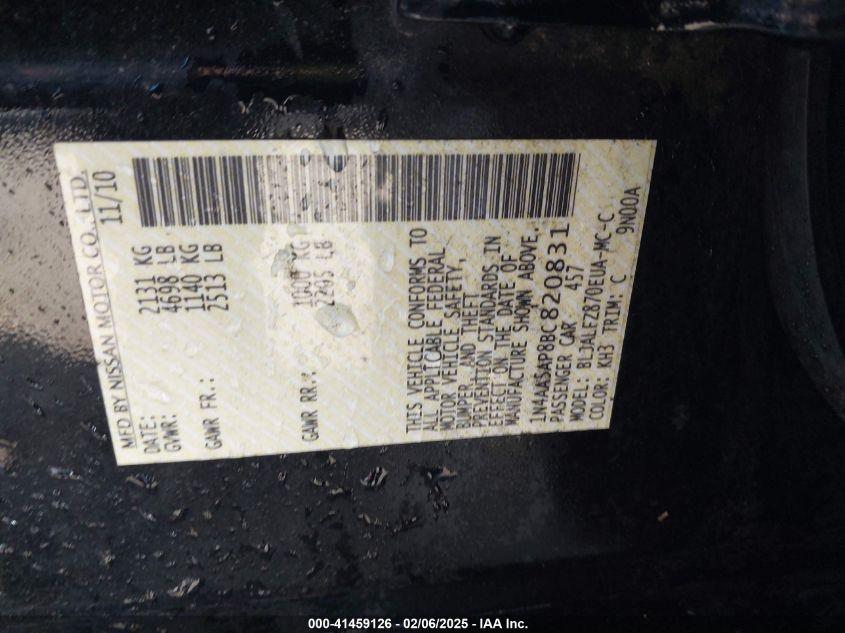 MFD BY NISSAN MOTOR CO., LTD.
DATE: 11/10
GVWR: 2131 KG
4698 LB
GAWR FR.: 1140 KG
2513 LB
GAWR RR.: 1000 KG
2205 LB
THIS VEHICLE CONFORMS TO
ALL APPLICABLE FEDERAL
MOTOR VEHICLE SAFETY,
BUMPER, AND THEFT
PREVENTION STANDARDS IN
EFFECT ON THE DATE OF
MANUFACTURE SHOWN ABOVE.
1N4AA5AP8BC820831
PASSENGER CAR 457
MODEL: BLJALF2870EUA-MC-C
COLOR: KH3 TRIM: C 9N00A
000-41459126 - 02/06/2025 - IAA Inc.